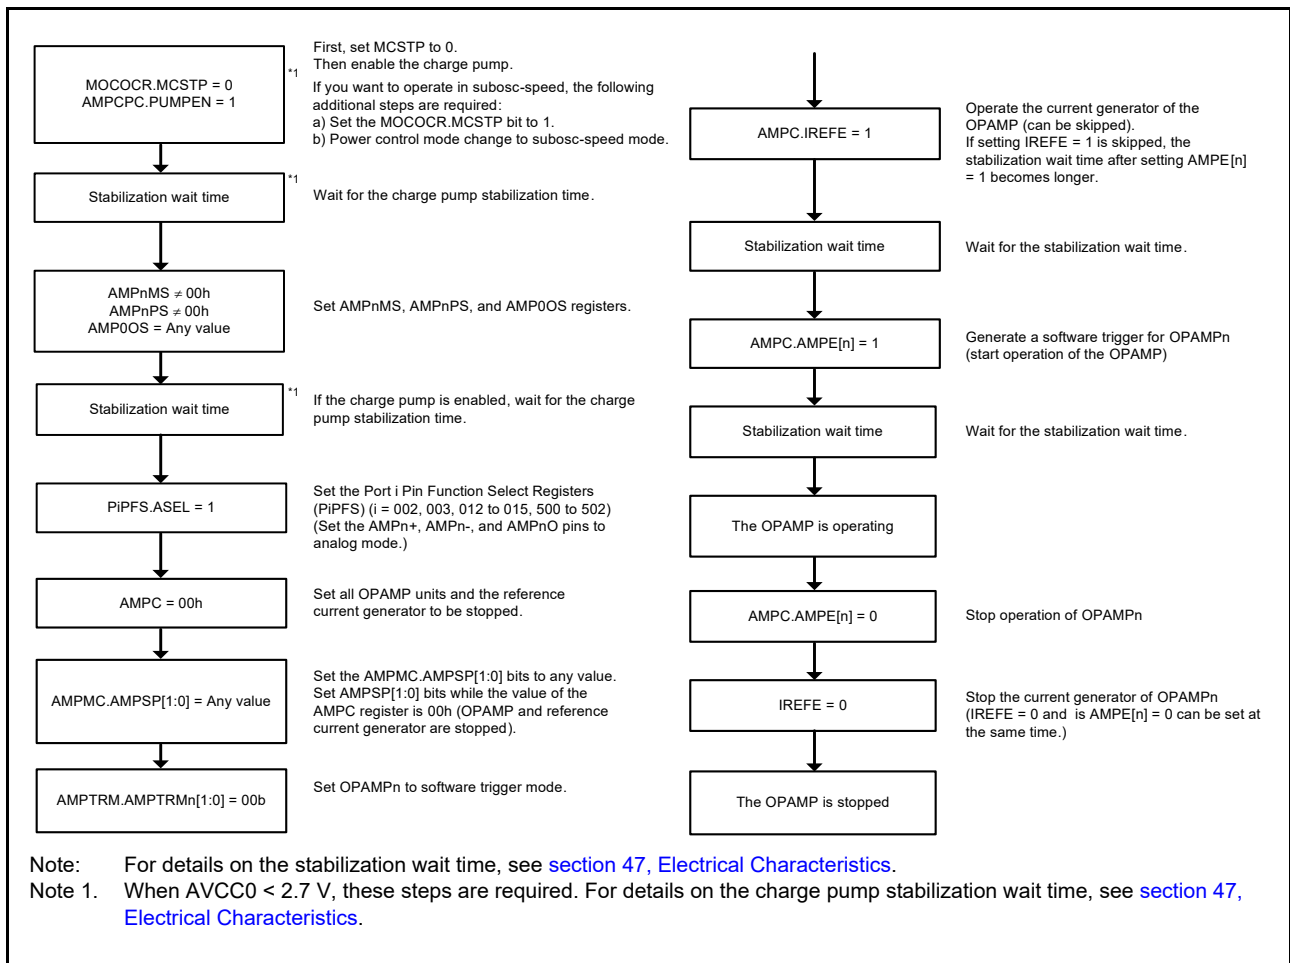 MOCOCR.MCSTP = 0
AMPCPC.PUMPEN = 1
*1
First, set MCSTP to 0.
Then enable the charge pump.
If you want to operate in subosc-speed, the following
additional steps are required:
a) Set the MOCOCR.MCSTP bit to 1.
b) Power control mode change to subosc-speed mode.
Stabilization wait time
*1
Wait for the charge pump stabilization time.
AMPnMS ≠ 00h
AMPnPS ≠ 00h
AMP0OS = Any value
Set AMPnMS, AMPnPS, and AMP0OS registers.
Stabilization wait time
*1
If the charge pump is enabled, wait for the charge
pump stabilization time.
PiPFS.ASEL = 1
Set the Port i Pin Function Select Registers
(PiPFS) (i = 002, 003, 012 to 015, 500 to 502)
(Set the AMPn+, AMPn-, and AMPnO pins to
analog mode.)
AMPC = 00h
Set all OPAMP units and the reference
current generator to be stopped.
AMPMC.AMPSP[1:0] = Any value
Set the AMPMC.AMPSP[1:0] bits to any value.
Set AMPSP[1:0] bits while the value of the
AMPC register is 00h (OPAMP and reference
current generator are stopped).
AMPTRM.AMPTRMn[1:0] = 00b
Set OPAMPn to software trigger mode.
AMPC.IREFE = 1
Operate the current generator of the
OPAMP (can be skipped).
If setting IREFE = 1 is skipped, the
stabilization wait time after setting AMPE[n]
= 1 becomes longer.
Stabilization wait time
Wait for the stabilization wait time.
AMPC.AMPE[n] = 1
Generate a software trigger for OPAMPn
(start operation of the OPAMP)
Stabilization wait time
Wait for the stabilization wait time.
The OPAMP is operating
AMPC.AMPE[n] = 0
Stop operation of OPAMPn
IREFE = 0
Stop the current generator of OPAMPn
(IREFE = 0 and is AMPE[n] = 0 can be set at
the same time.)
The OPAMP is stopped
Note: For details on the stabilization wait time, see section 47, Electrical Characteristics.
Note 1. When AVCC0 < 2.7 V, these steps are required. For details on the charge pump stabilization wait time, see section 47,
Electrical Characteristics.